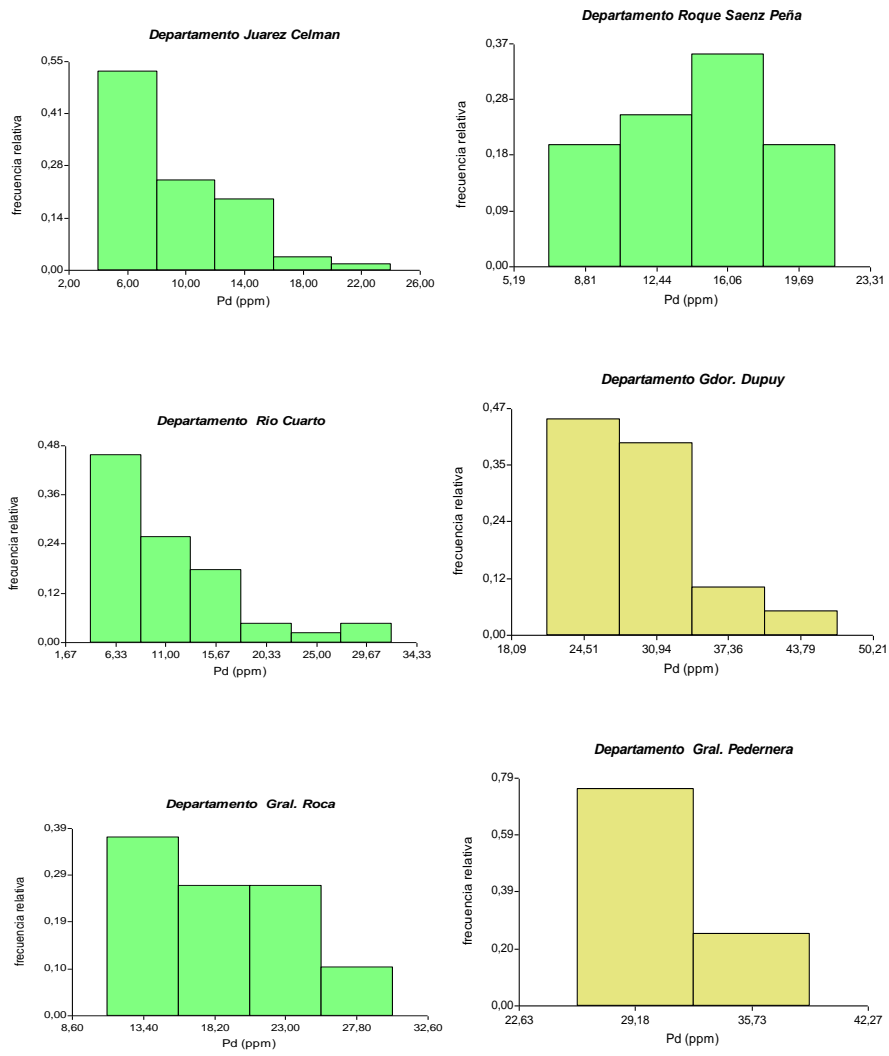 Departamento Juarez Celman
frecuencia relativa
0,55
0,41
0,28
0,14
0,00
2,00 6,00 10,00 14,00 18,00 22,00 26,00
Pd (ppm)
Departamento Roque Saenz Peña
frecuencia relativa
0,37
0,28
0,18
0,09
0,00
5,19 8,81 12,44 16,06 19,69 23,31
Pd (ppm)
Departamento Rio Cuarto
frecuencia relativa
0,48
0,36
0,24
0,12
0,00
1,67 6,33 11,00 15,67 20,33 25,00 29,67 34,33
Pd (ppm)
Departamento Gdor. Dupuy
frecuencia relativa
0,47
0,35
0,24
0,12
0,00
18,09 24,51 30,94 37,36 43,79 50,21
Pd (ppm)
Departamento Gral. Roca
frecuencia relativa
0,39
0,29
0,19
0,10
0,00
8,60 13,40 18,20 23,00 27,80 32,60
Pd (ppm)
Departamento Gral. Pedernera
frecuencia relativa
0,79
0,59
0,39
0,20
0,00
22,63 29,18 35,73 42,27
Pd (ppm)